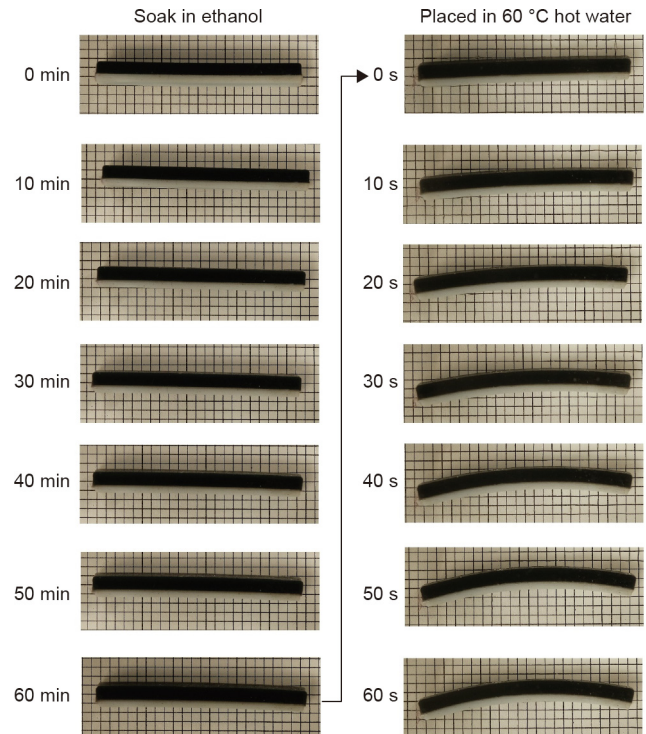 Soak in ethanol
0 min
10 min
20 min
30 min
40 min
50 min
60 min
Placed in 60 °C hot water
0 s
10 s
20 s
30 s
40 s
50 s
60 s